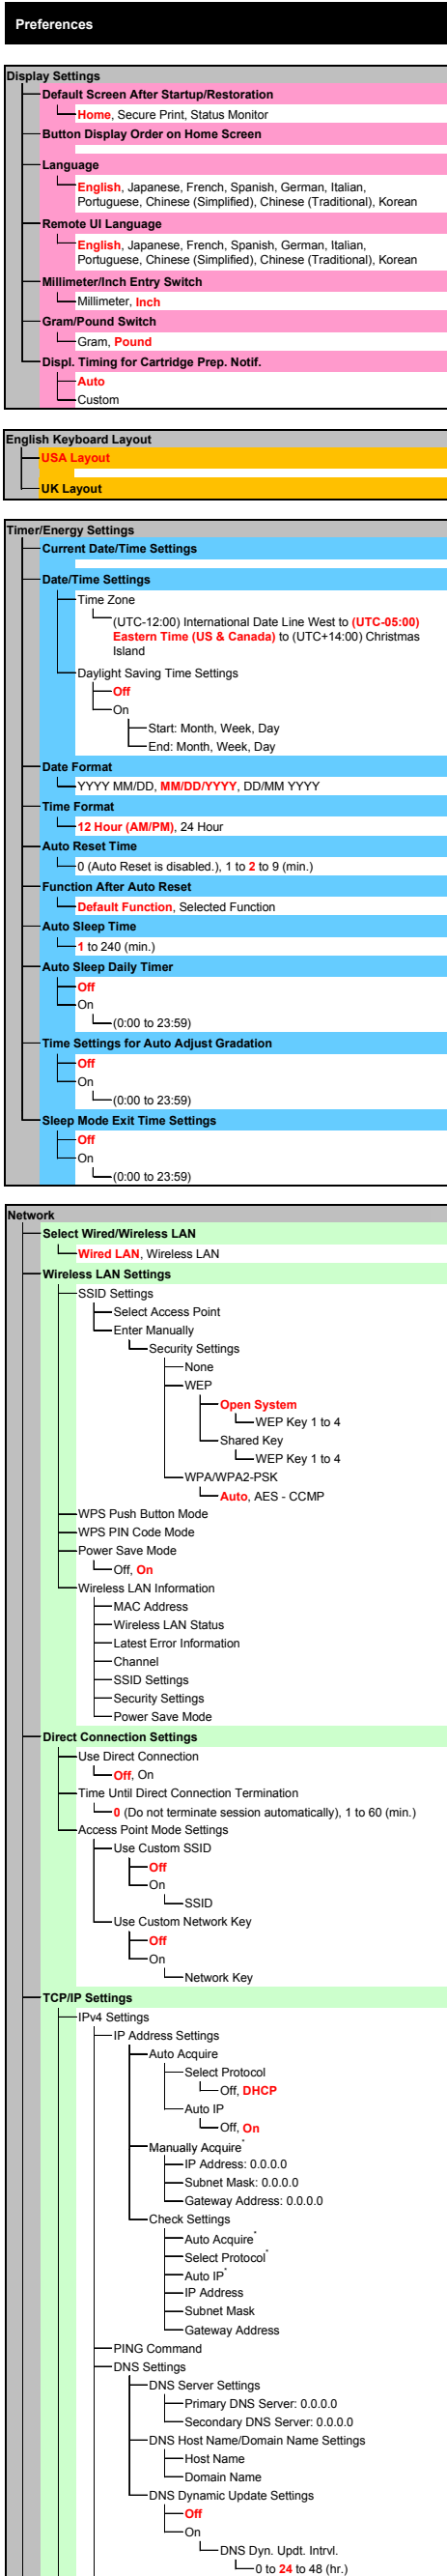 Preferences
Display Settings
Default Screen After Startup/Restoration
Home, Secure Print, Status Monitor
Button Display Order on Home Screen
Language
English, Japanese, French, Spanish, German, Italian,
Portuguese, Chinese (Simplified), Chinese (Traditional), Korean
Remote UI Language
English, Japanese, French, Spanish, German, Italian,
Portuguese, Chinese (Simplified), Chinese (Traditional), Korean
Millimeter/Inch Entry Switch
Millimeter, Inch
Gram/Pound Switch
Gram, Pound
Displ. Timing for Cartridge Prep. Notif.
Auto
Custom
English Keyboard Layout
USA Layout
UK Layout
Timer/Energy Settings
Current Date/Time Settings
Date/Time Settings
Time Zone
(UTC-12:00) International Date Line West to (UTC-05:00)
Eastern Time (US & Canada) to (UTC+14:00) Christmas
Island
Daylight Saving Time Settings
Off
On
Start: Month, Week, Day
End: Month, Week, Day
Date Format
YYYY MM/DD, MM/DD/YYYY, DD/MM YYYY
Time Format
12 Hour (AM/PM), 24 Hour
Auto Reset Time
0 (Auto Reset is disabled.), 1 to 2 to 9 (min.)
Function After Auto Reset
Default Function, Selected Function
Auto Sleep Time
1 to 240 (min.)
Auto Sleep Daily Timer
Off
On
(0:00 to 23:59)
Time Settings for Auto Adjust Gradation
Off
On
(0:00 to 23:59)
Sleep Mode Exit Time Settings
Off
On
(0:00 to 23:59)
Network
Select Wired/Wireless LAN
Wired LAN, Wireless LAN
Wireless LAN Settings
SSID Settings
Select Access Point
Enter Manually
Security Settings
None
WEP
Open System
WEP Key 1 to 4
Shared Key
WEP Key 1 to 4
WPA/WPA2-PSK
Auto, AES - CCMP
WPS Push Button Mode
WPS PIN Code Mode
Power Save Mode
Off, On
Wireless LAN Information
MAC Address
Wireless LAN Status
Latest Error Information
Channel
SSID Settings
Security Settings
Power Save Mode
Direct Connection Settings
Use Direct Connection
Off, On
Time Until Direct Connection Termination
0 (Do not terminate session automatically), 1 to 60 (min.)
Access Point Mode Settings
Use Custom SSID
Off
On
SSID
Use Custom Network Key
Off
On
Network Key
TCP/IP Settings
IPv4 Settings
IP Address Settings
Auto Acquire
Select Protocol
Off, DHCP
Auto IP
Off, On
Manually Acquire*
IP Address: 0.0.0.0
Subnet Mask: 0.0.0.0
Gateway Address: 0.0.0.0
Check Settings
Auto Acquire*
Select Protocol*
Auto IP*
IP Address
Subnet Mask
Gateway Address
PING Command
DNS Settings
DNS Server Settings
Primary DNS Server: 0.0.0.0
Secondary DNS Server: 0.0.0.0
DNS Host Name/Domain Name Settings
Host Name
Domain Name
DNS Dynamic Update Settings
Off
On
DNS Dyn. Updt. Intrvl.
0 to 24 to 48 (hr.)